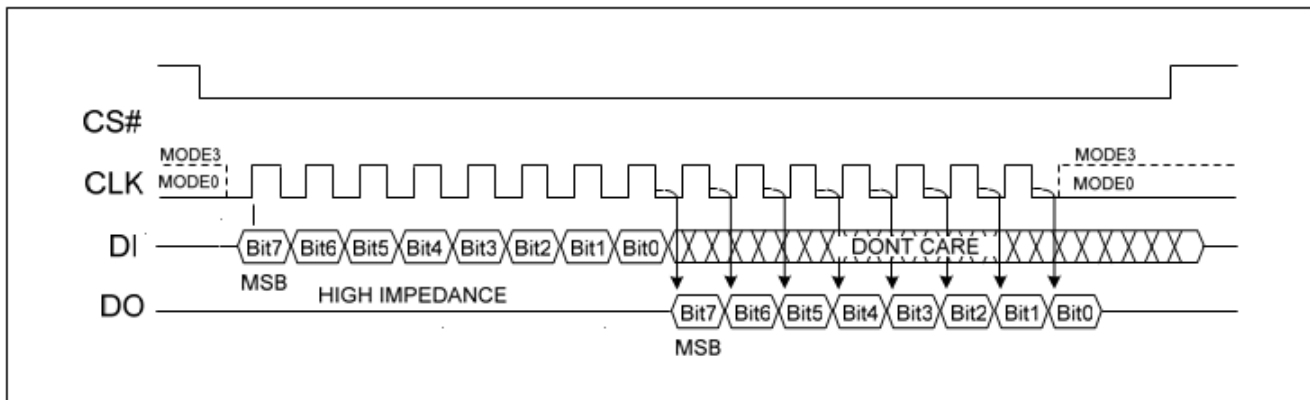 CS#
MODE3 MODE3
CLK MODE0 MODE0
DI Bit7 Bit6 Bit5 Bit4 Bit3 Bit2 Bit1 Bit0 DONT CARE
MSB
HIGH IMPEDANCE
DO Bit7 Bit6 Bit5 Bit4 Bit3 Bit2 Bit1 Bit0
MSB